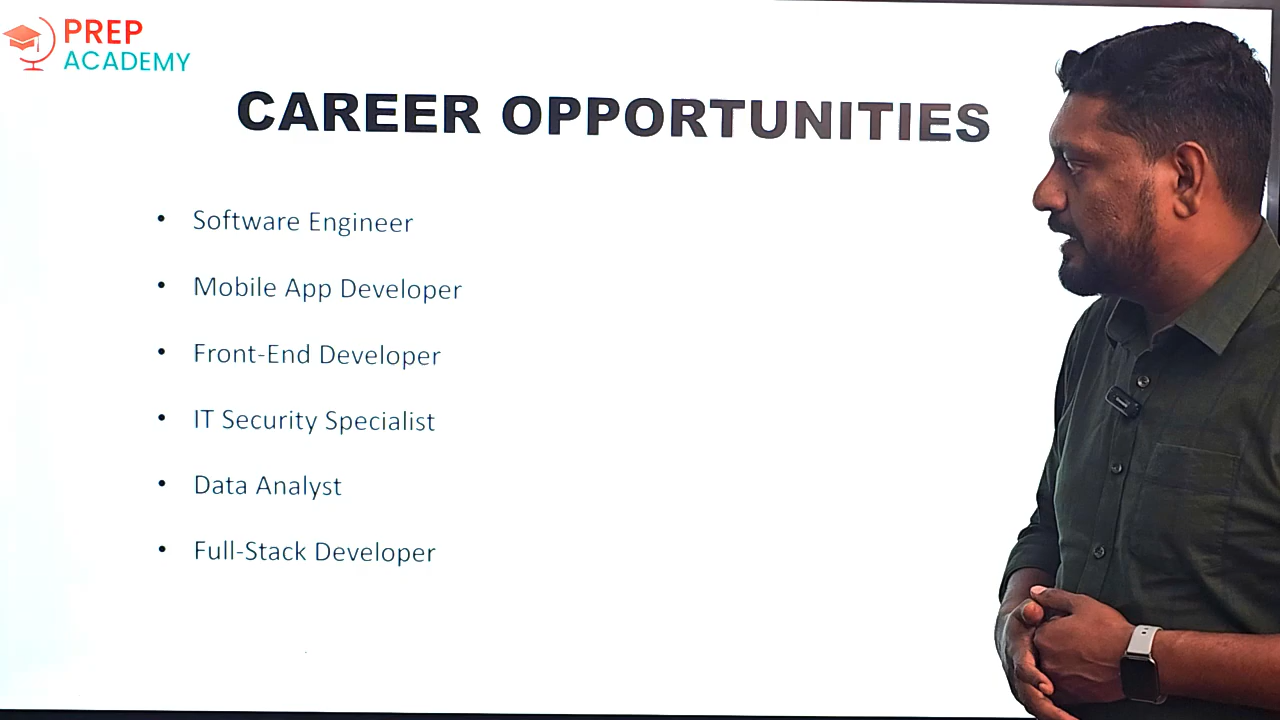 PREP
ACADEMY
CAREER OPPORTUNITIES
• Software Engineer
• Mobile App Developer
• Front-End Developer
• IT Security Specialist
• Data Analyst
• Full-Stack Developer